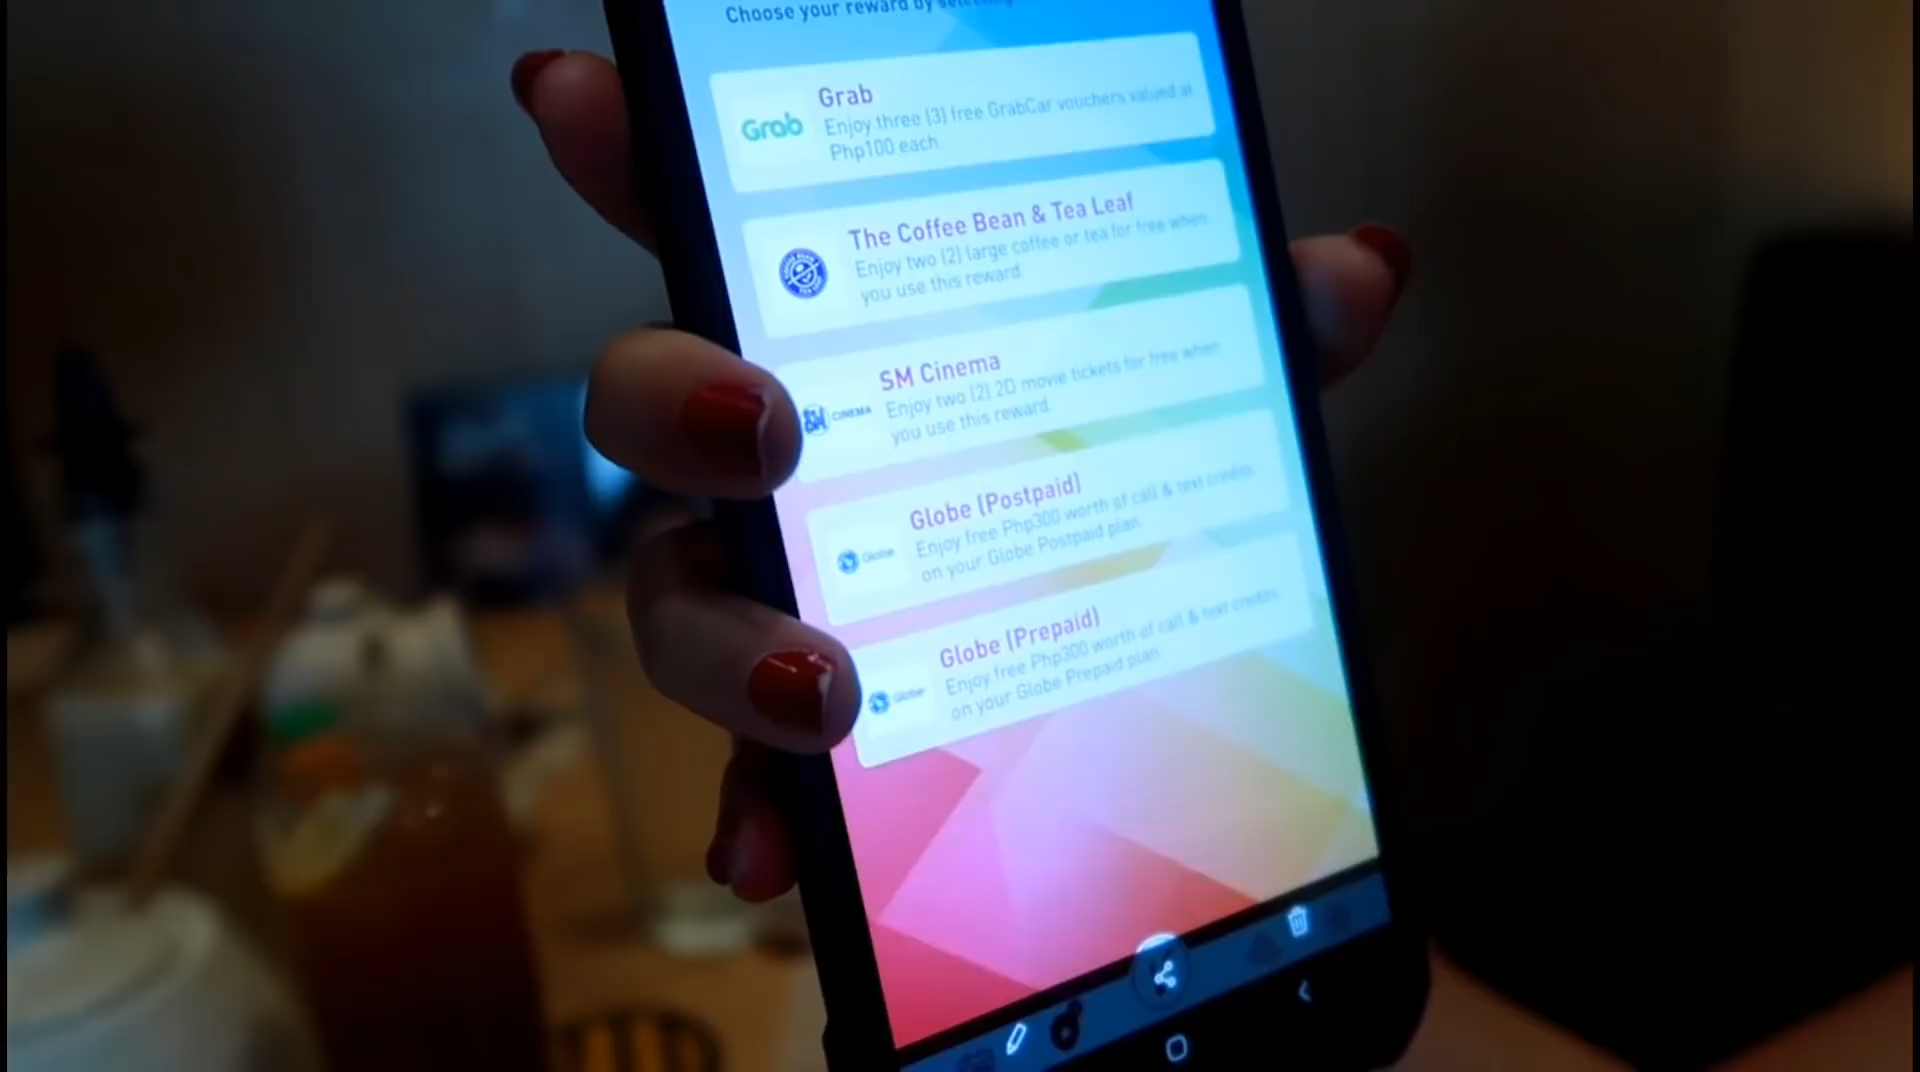 Choose your reward by selecting
Grab
Grab
Enjoy three (3) free GrabCar vouchers valued at
Php100 each.
The Coffee Bean & Tea Leaf
Enjoy two (2) large coffee or tea for free when
you use this reward.
SM Cinema
CINEMA
Enjoy two (2) 2D movie tickets for free when
you use this reward.
Globe (Postpaid)
Globe
Enjoy free Php300 worth of call & text credits
on your Globe Postpaid plan.
Globe (Prepaid)
Globe
Enjoy free Php300 worth of call & text credits
on your Globe Prepaid plan.